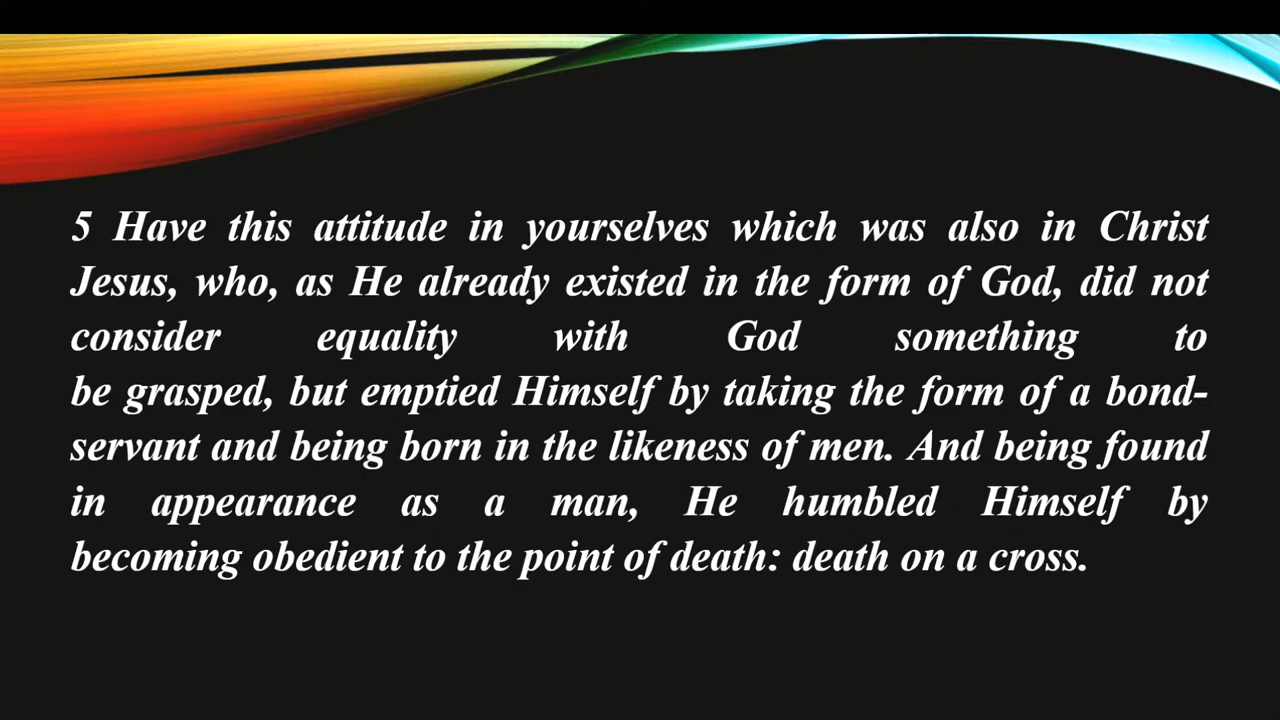 5 Have this attitude in yourselves which was also in Christ
Jesus, who, as He already existed in the form of God, did not
consider equality with God something to
be grasped, but emptied Himself by taking the form of a bond-
servant and being born in the likeness of men. And being found
in appearance as a man, He humbled Himself by
becoming obedient to the point of death: death on a cross.